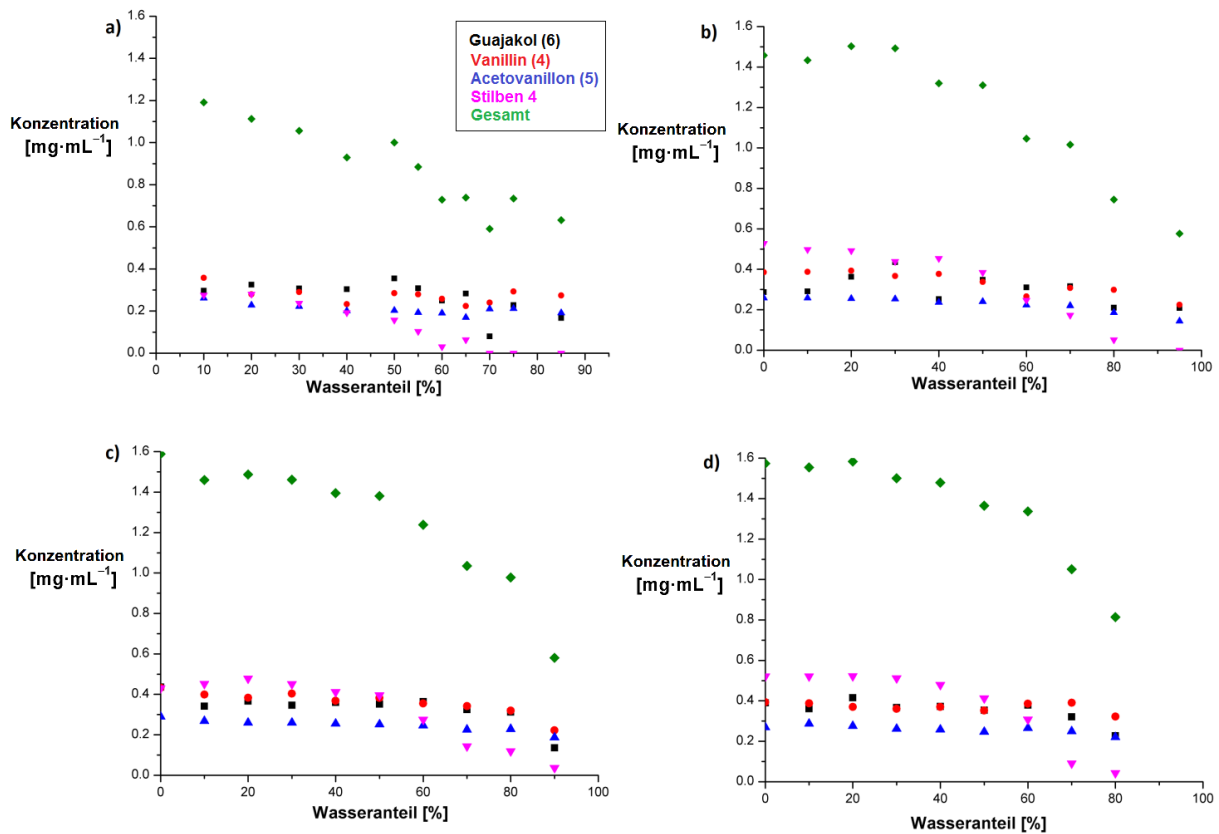 a)
Guajakol (6)
Vanillin (4)
Acetovanillon (5)
Stilben 4
Gesamt
Konzentration
[mg·mL⁻¹]
1.6
1.4
1.2
1.0
0.8
0.6
0.4
0.2
0.0
0 10 20 30 40 50 60 70 80 90
Wasseranteil [%]
b)
Konzentration
[mg·mL⁻¹]
1.6
1.4
1.2
1.0
0.8
0.6
0.4
0.2
0.0
0 20 40 60 80 100
Wasseranteil [%]
c)
Konzentration
[mg·mL⁻¹]
1.6
1.4
1.2
1.0
0.8
0.6
0.4
0.2
0.0
0 20 40 60 80 100
Wasseranteil [%]
d)
Konzentration
[mg·mL⁻¹]
1.6
1.4
1.2
1.0
0.8
0.6
0.4
0.2
0.0
0 20 40 60 80 100
Wasseranteil [%]